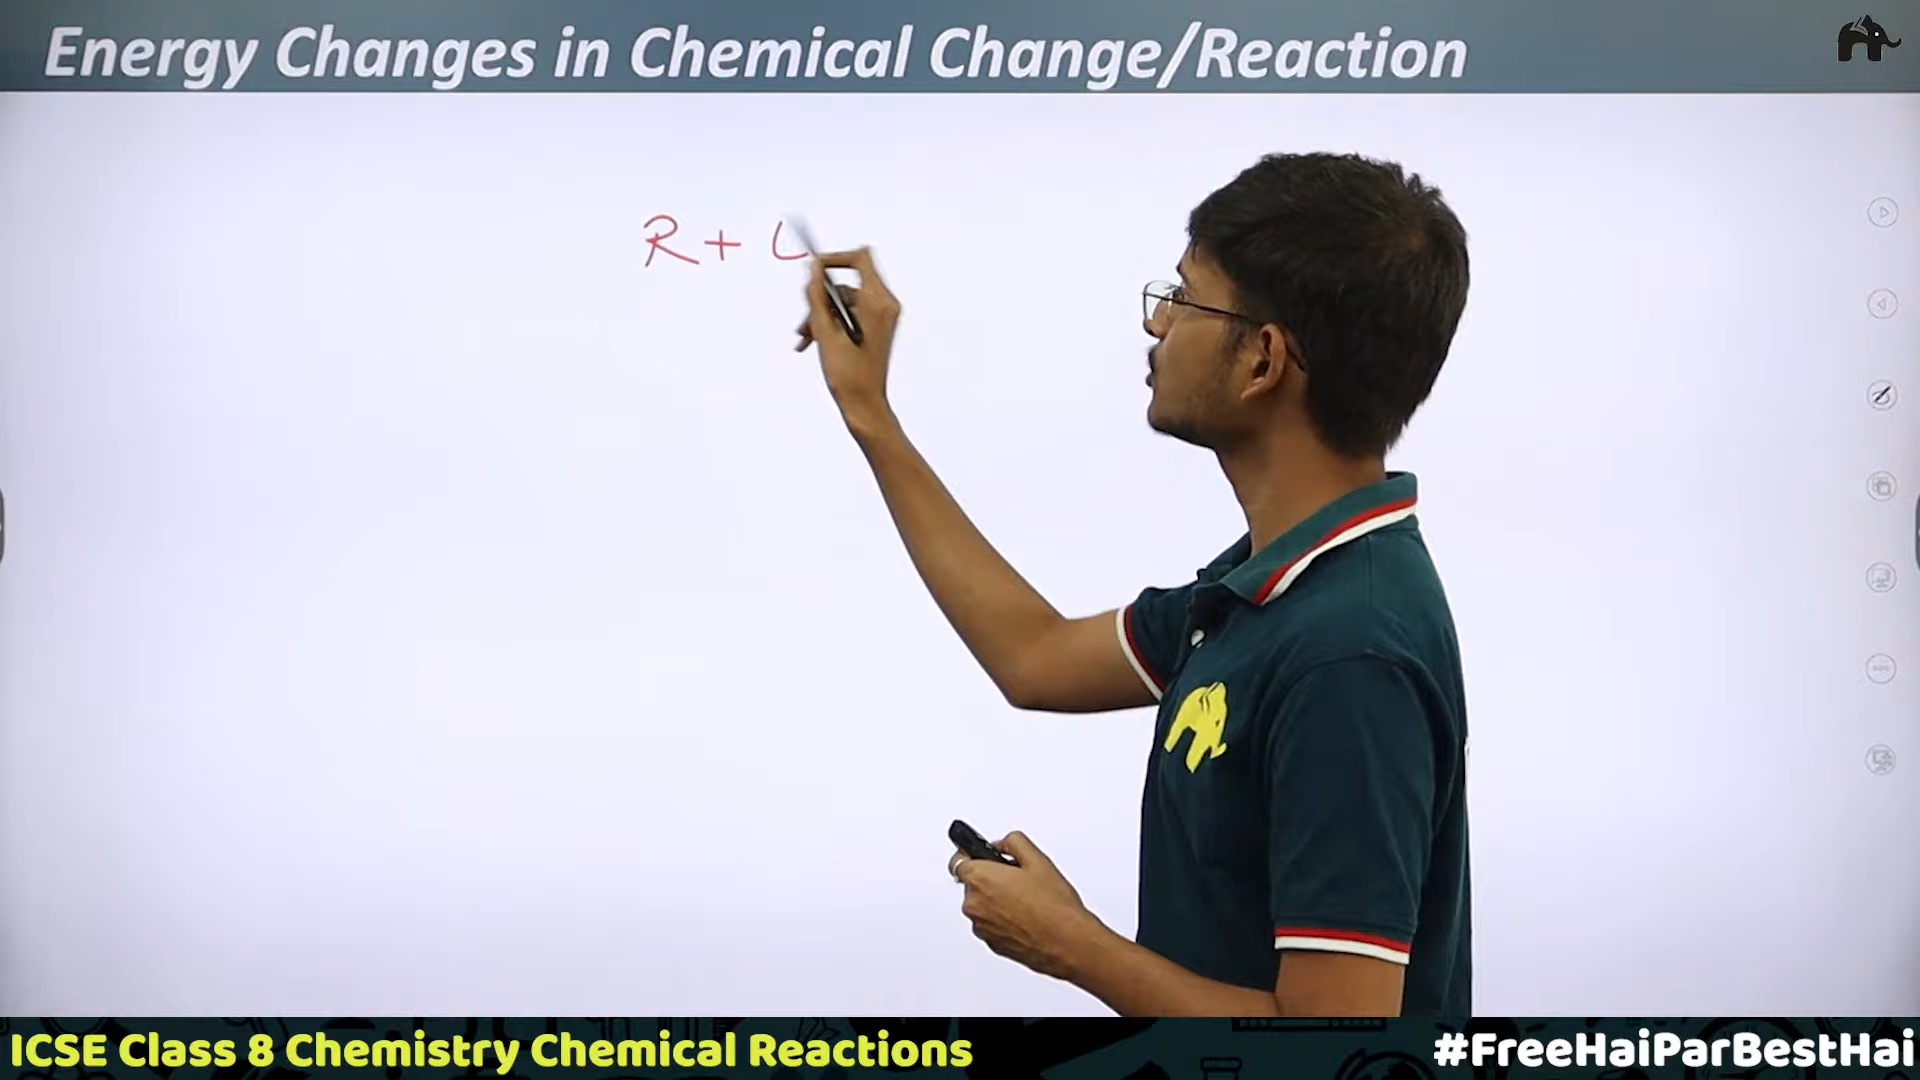 Energy Changes in Chemical Change/Reaction
R +
ICSE Class 8 Chemistry Chemical Reactions
#FreeHaiParBestHai